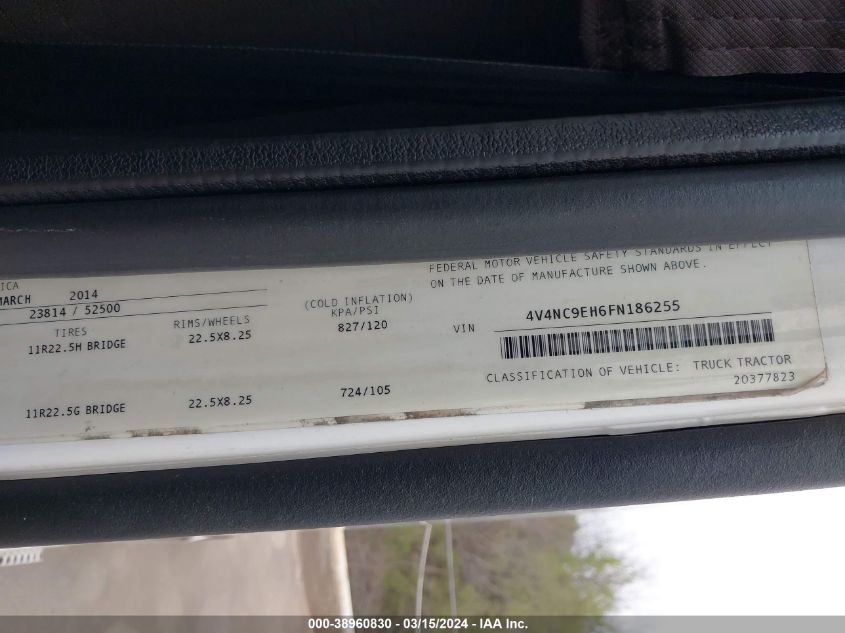 ICA
MARCH 2014
23814 / 52500
TIRES RIMS/WHEELS (COLD INFLATION)
KPA/PSI
11R22.5H BRIDGE 22.5X8.25 827/120
11R22.5G BRIDGE 22.5X8.25 724/105
FEDERAL MOTOR VEHICLE SAFETY STANDARDS IN EFFECT
ON THE DATE OF MANUFACTURE SHOWN ABOVE.
VIN 4V4NC9EH6FN186255
CLASSIFICATION OF VEHICLE: TRUCK TRACTOR
20377823
000-38960830 - 03/15/2024 - IAA Inc.